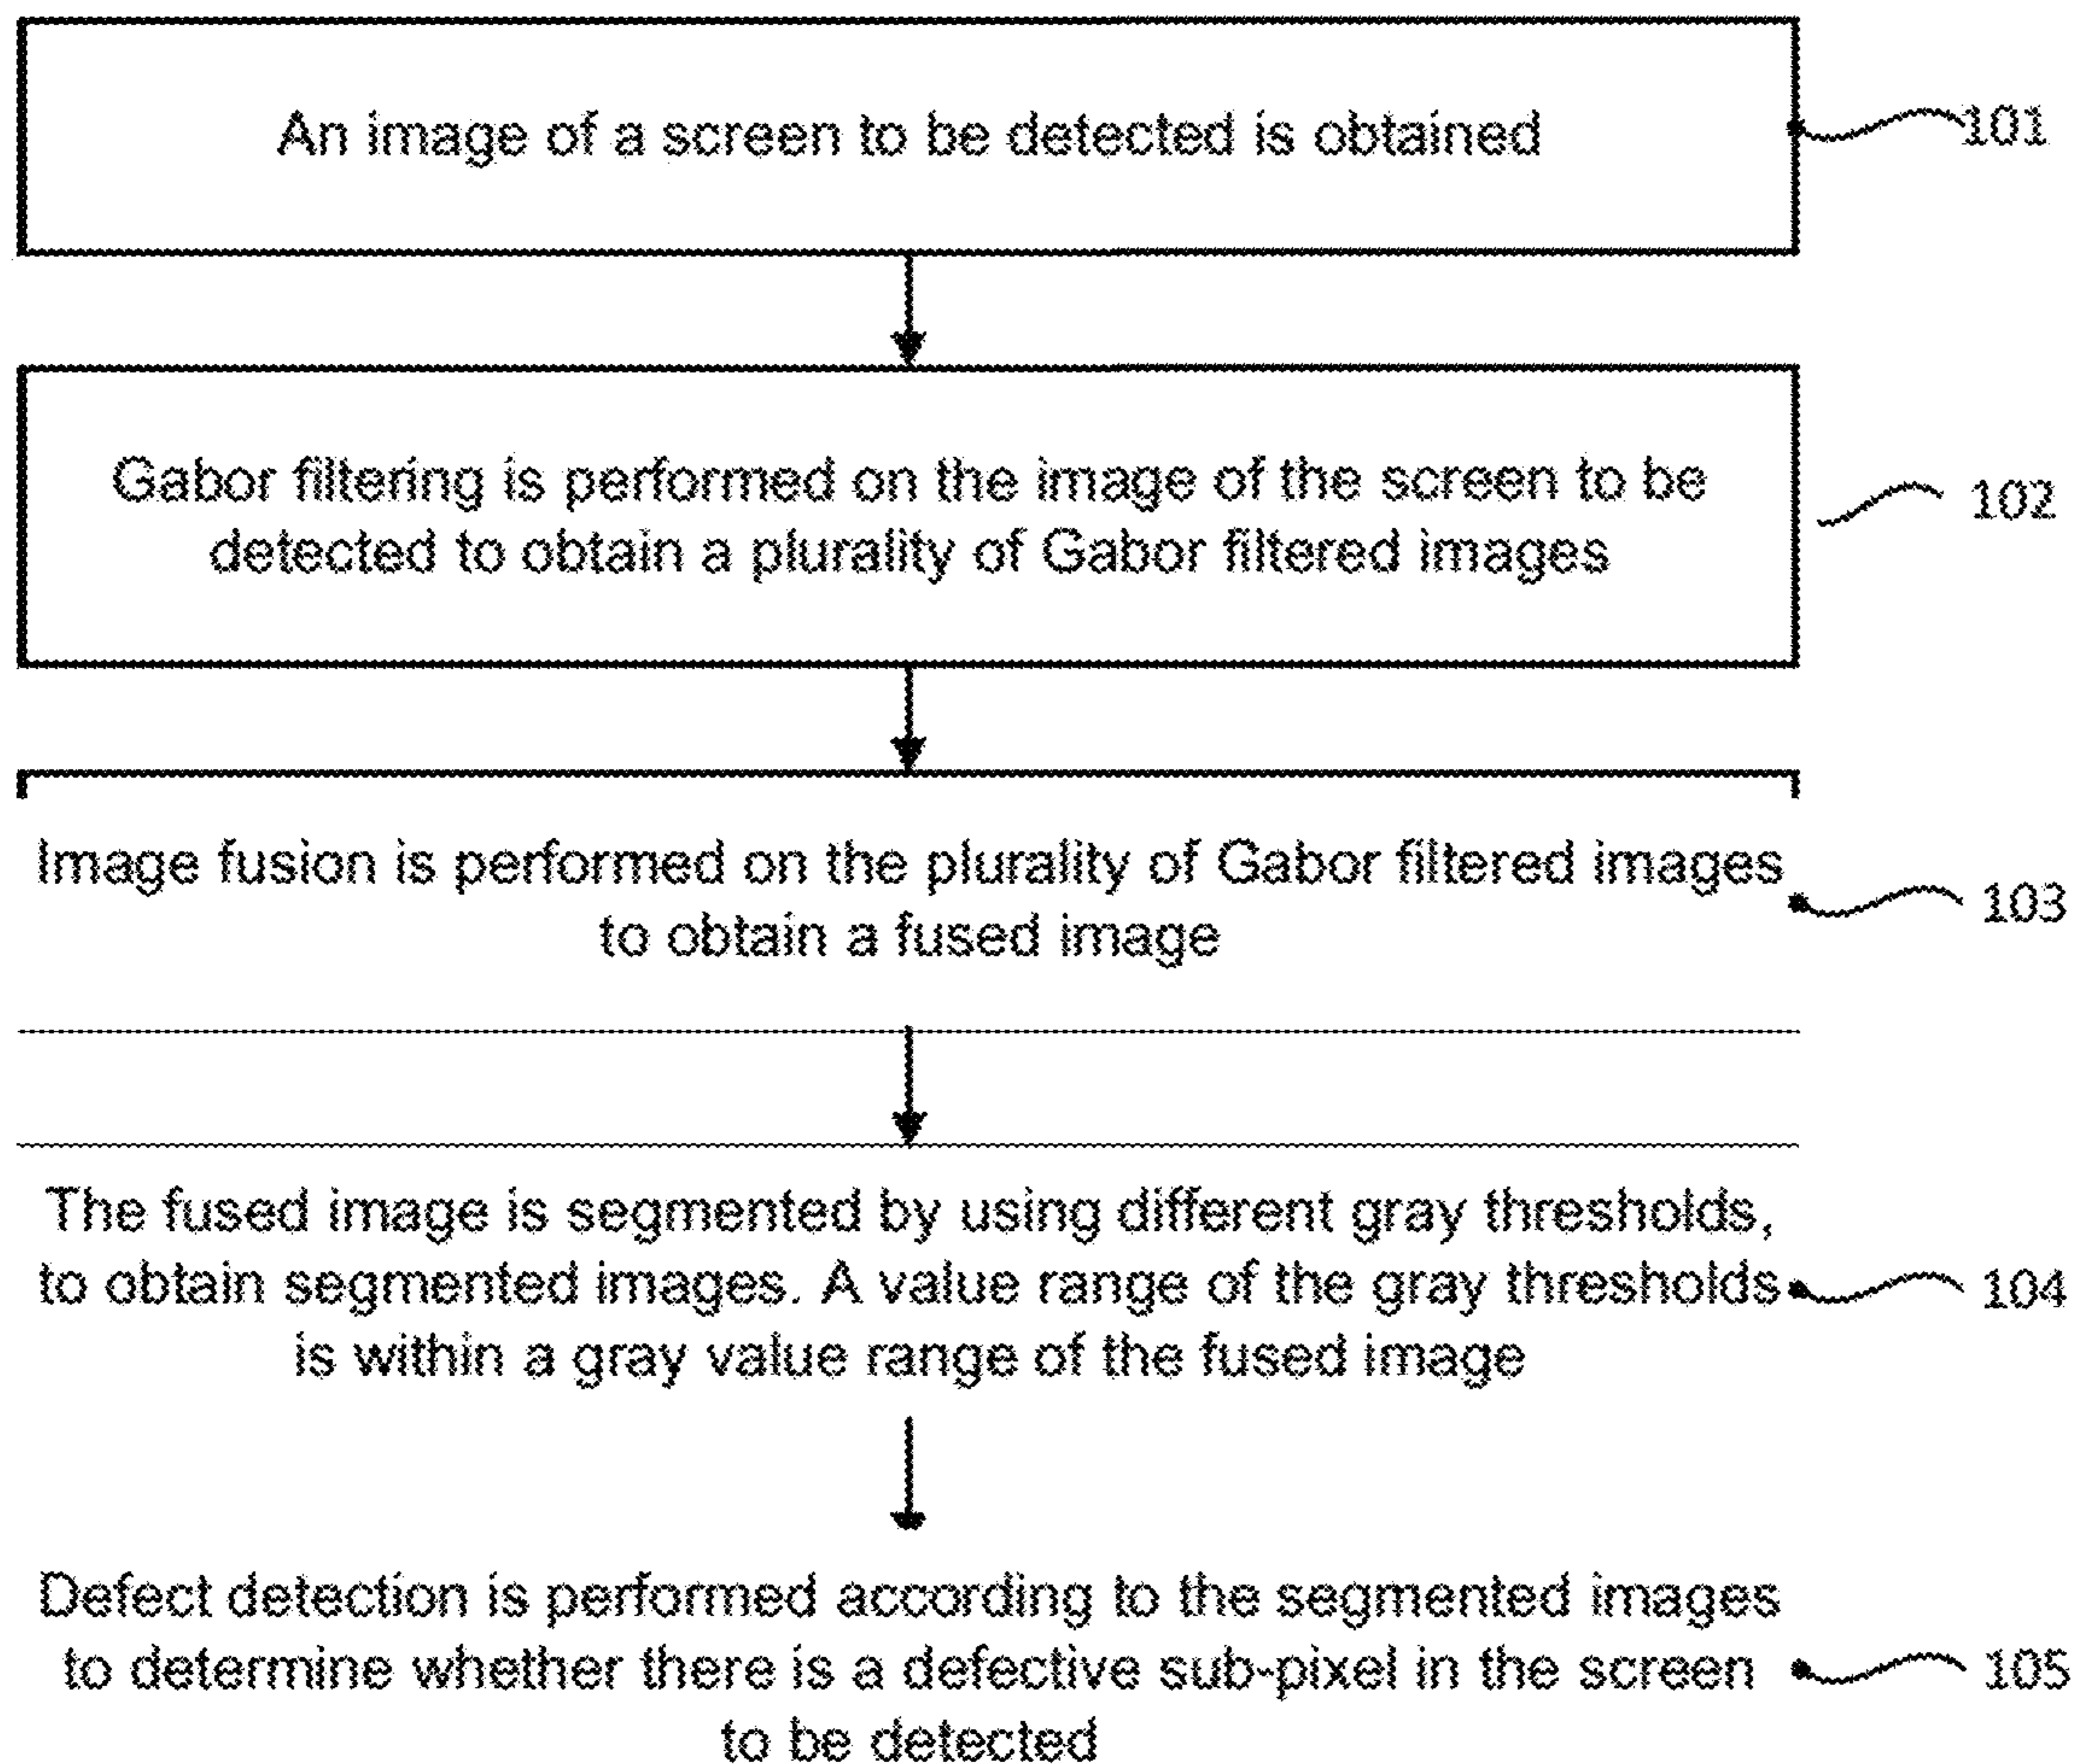 An image of a screen to be detected is obtained
101
Gabor filtering is performed on the image of the screen to be
detected to obtain a plurality of Gabor filtered images
102
Image fusion is performed on the plurality of Gabor filtered images
to obtain a fused image
103
The fused image is segmented by using different gray thresholds,
to obtain segmented images. A value range of the gray thresholds
is within a gray value range of the fused image
104
Defect detection is performed according to the segmented images
to determine whether there is a defective sub-pixel in the screen
to be detected
105